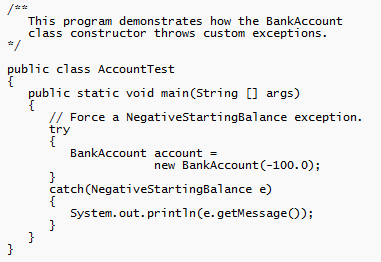 /**
   This program demonstrates how the BankAccount
   class constructor throws custom exceptions.
*/

public class AccountTest
{
   public static void main(String [] args)
   {
      // Force a NegativeStartingBalance exception.
      try
      {
         BankAccount account =
                     new BankAccount(-100.0);
      }
      catch(NegativeStartingBalance e)
      {
         System.out.println(e.getMessage());
      }
   }
}